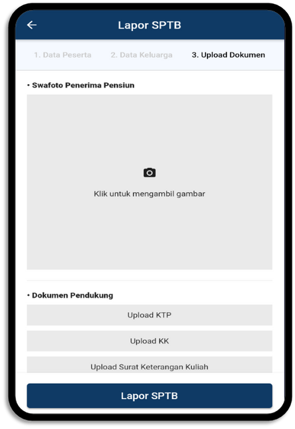 Lapor SPTB
1. Data Peserta 2. Data Keluarga 3. Upload Dokumen
• Swafoto Penerima Pensiun
Klik untuk mengambil gambar
• Dokumen Pendukung
Upload KTP
Upload KK
Upload Surat Keterangan Kuliah
Lapor SPTB